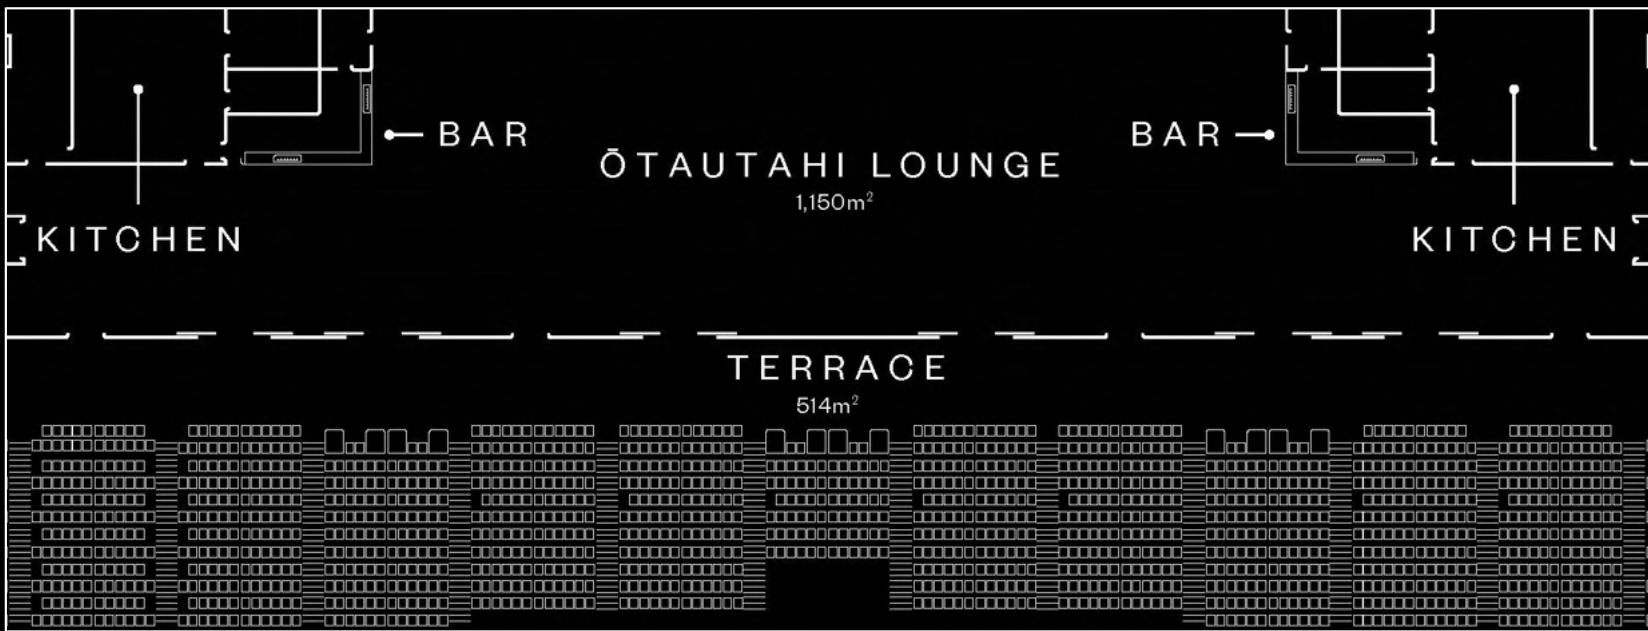 BAR
BAR
ŌTAUTAHI LOUNGE
1,150m²
KITCHEN
KITCHEN
TERRACE
514m²